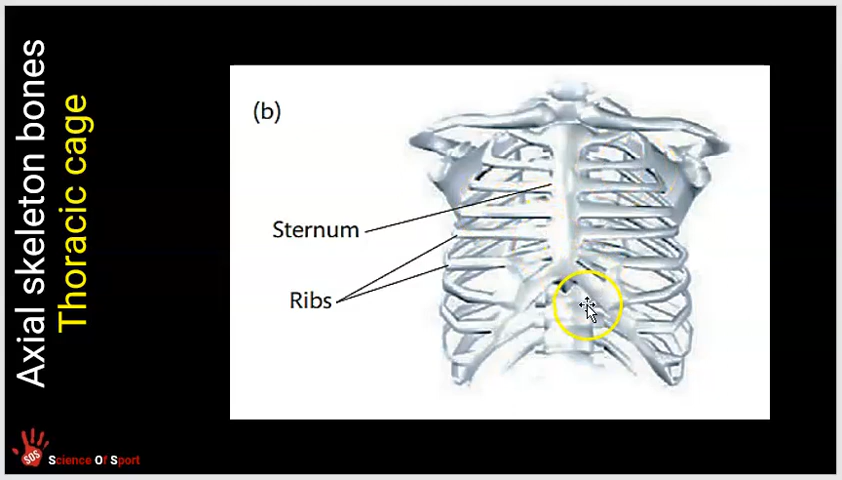 Axial skeleton bones
Thoracic cage
(b)
Sternum
Ribs
SOS
Science Of Sport